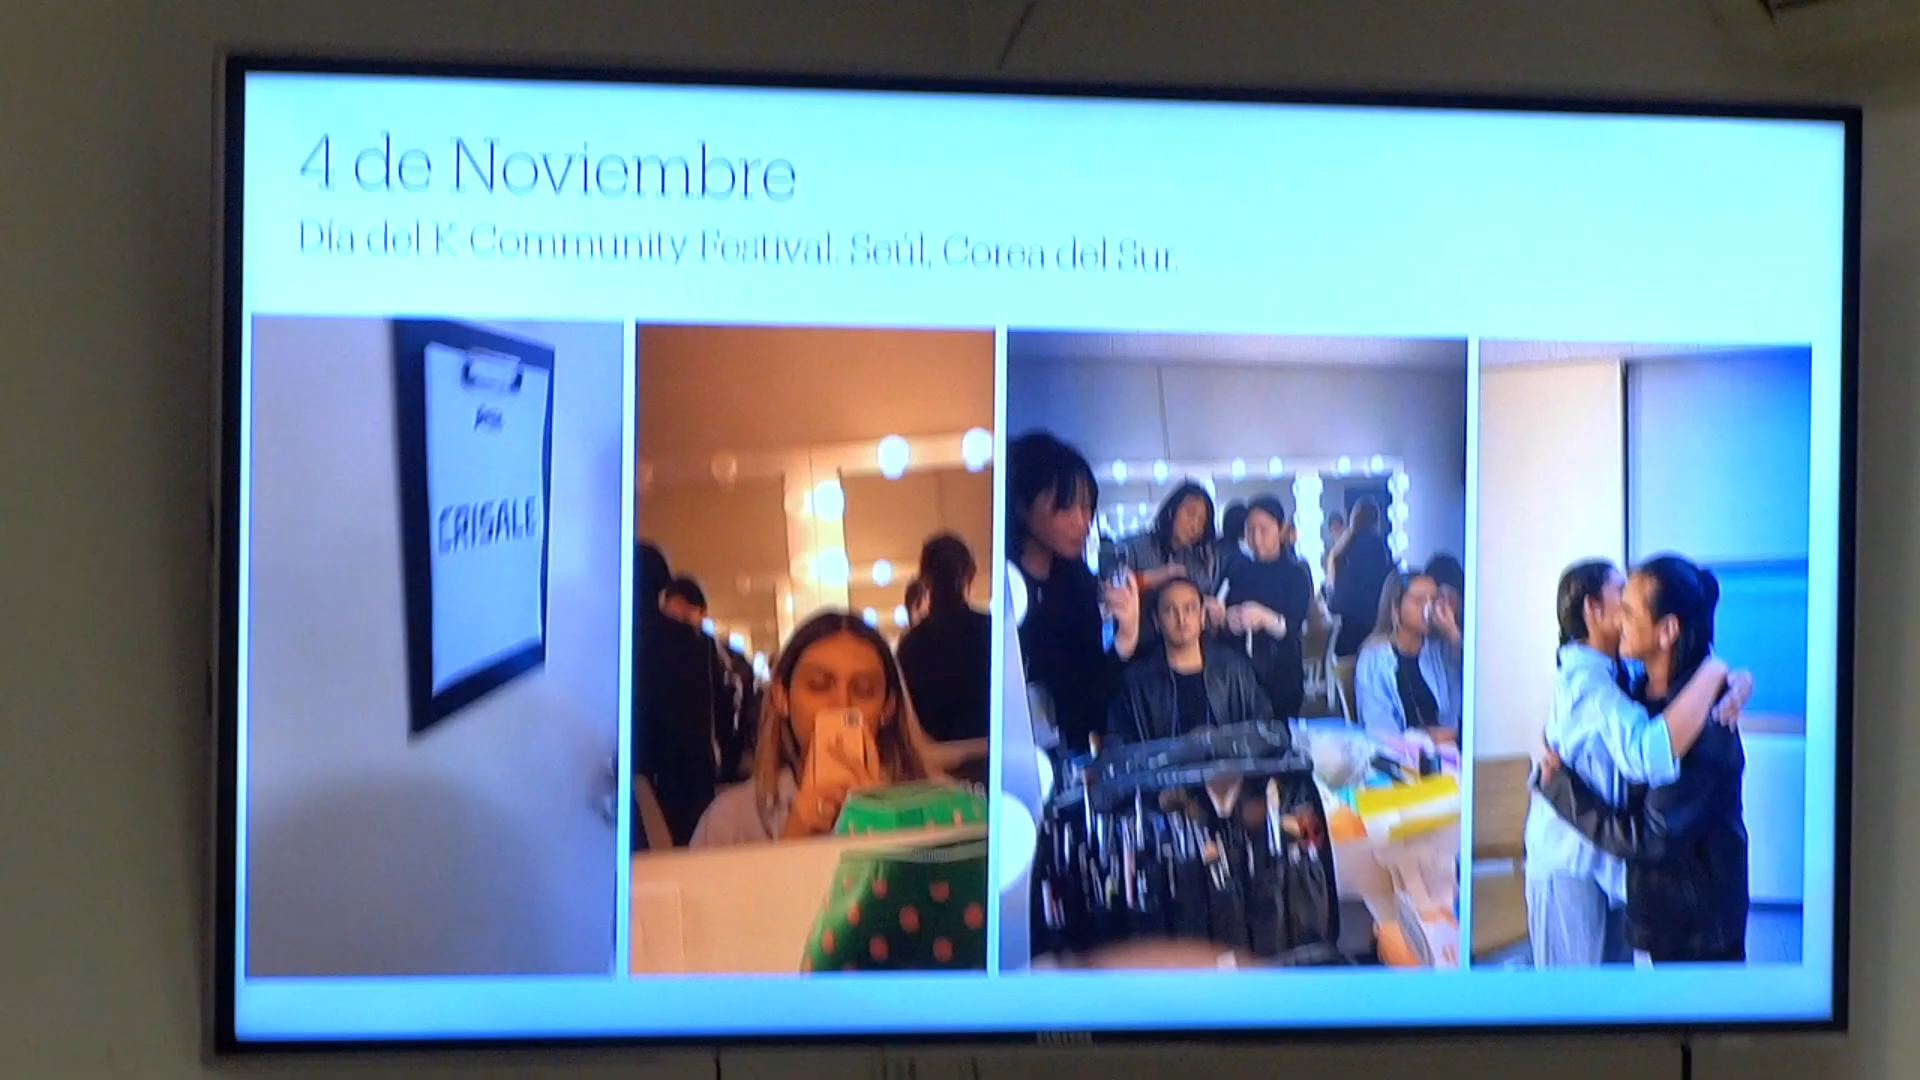 4 de Noviembre
Día del K-Community Festival. Seúl, Corea del Sur.
CRISALE